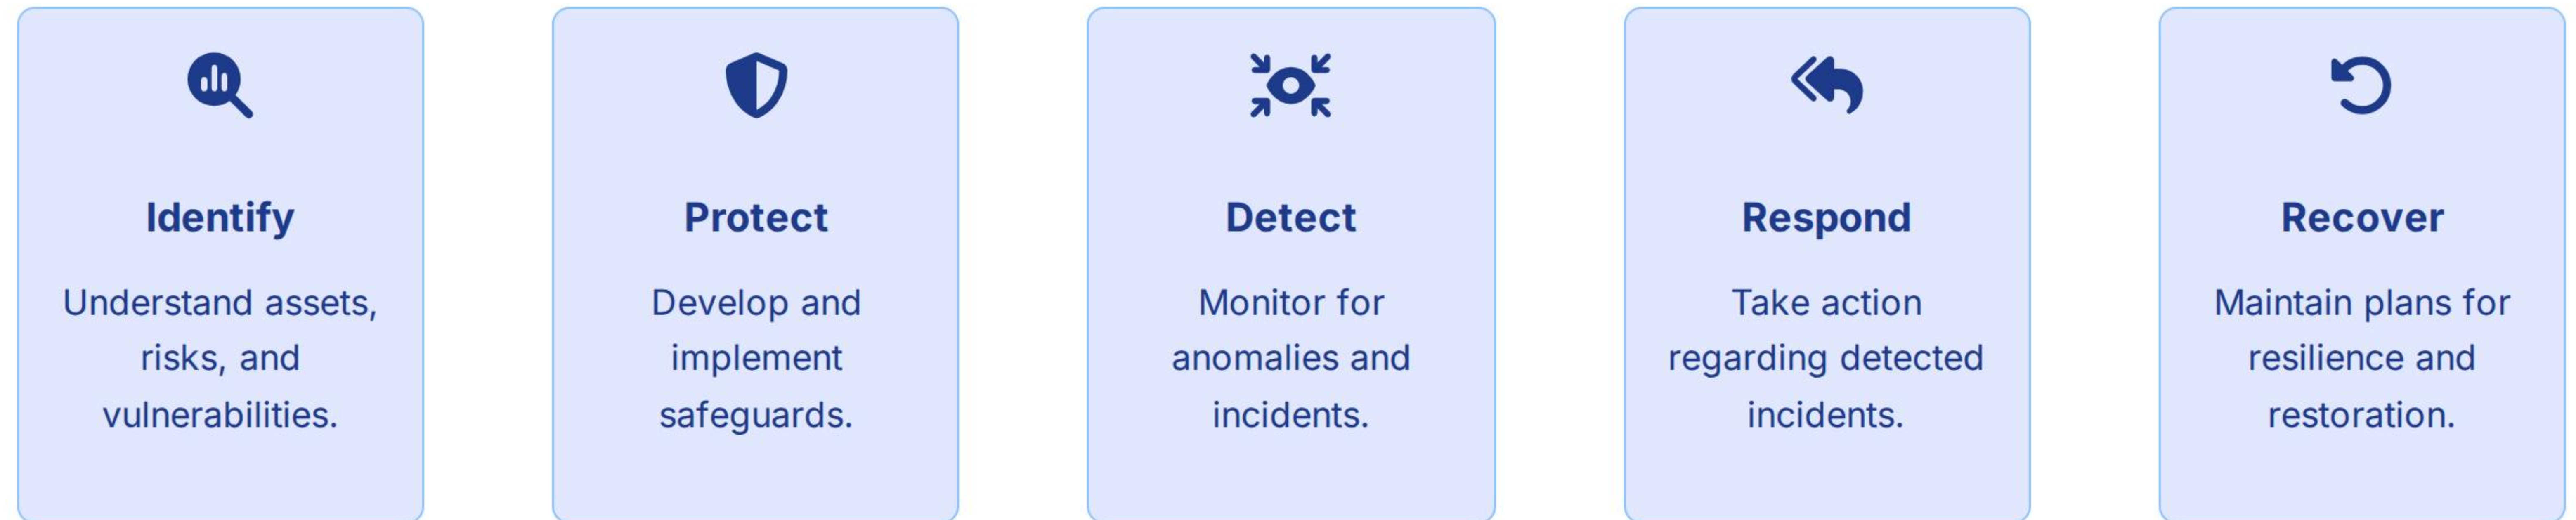 Identify
Understand assets,
risks, and
vulnerabilities.
Protect
Develop and
implement
safeguards.
Detect
Monitor for
anomalies and
incidents.
Respond
Take action
regarding detected
incidents.
Recover
Maintain plans for
resilience and
restoration.